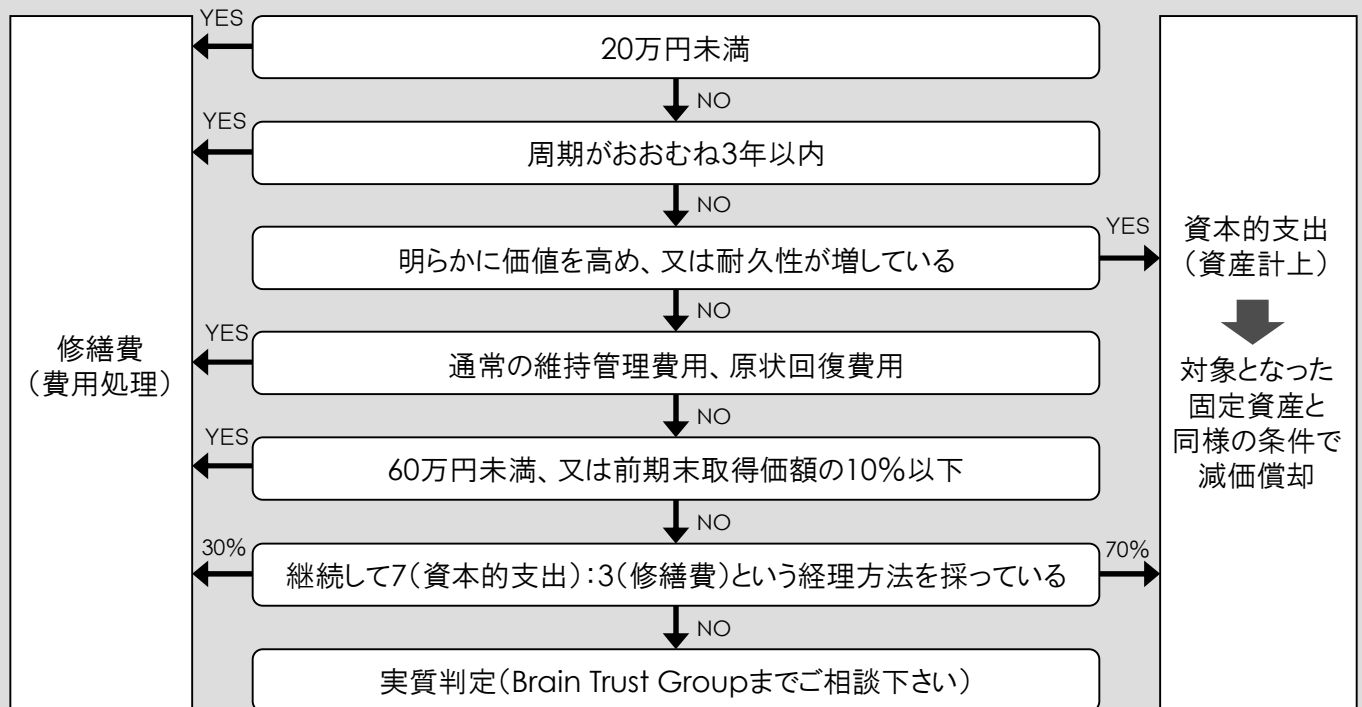 YES
20万円未満
NO
YES
周期がおおむね3年以内
NO
明らかに価値を高め、又は耐久性が増している
YES
NO
YES
通常の維持管理費用、原状回復費用
NO
YES
60万円未満、又は前期末取得価額の10%以下
NO
30%
継続して7(資本的支出):3(修繕費)という経理方法を採っている
70%
NO
実質判定(Brain Trust Groupまでご相談下さい)
修繕費
(費用処理)
資本的支出
(資産計上)
対象となった
固定資産と
同様の条件で
減価償却